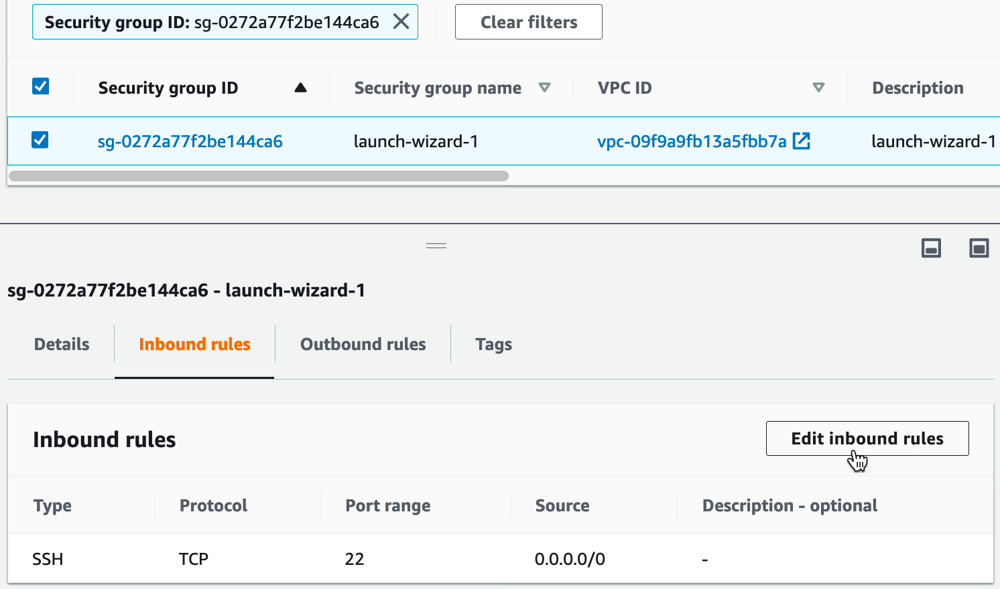 Security group ID: sg-0272a77f2be144ca6
Clear filters
Security group ID
Security group name
VPC ID
Description
sg-0272a77f2be144ca6
launch-wizard-1
vpc-09f9a9fb13a5fbb7a
launch-wizard-1
sg-0272a77f2be144ca6 - launch-wizard-1
Details
Inbound rules
Outbound rules
Tags
Inbound rules
Edit inbound rules
Type
Protocol
Port range
Source
Description - optional
SSH
TCP
22
0.0.0.0/0
-